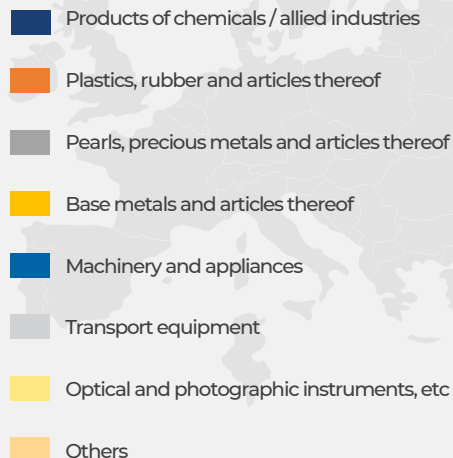 Products of chemicals / allied industries
Plastics, rubber and articles thereof
Pearls, precious metals and articles thereof
Base metals and articles thereof
Machinery and appliances
Transport equipment
Optical and photographic instruments, etc
Others